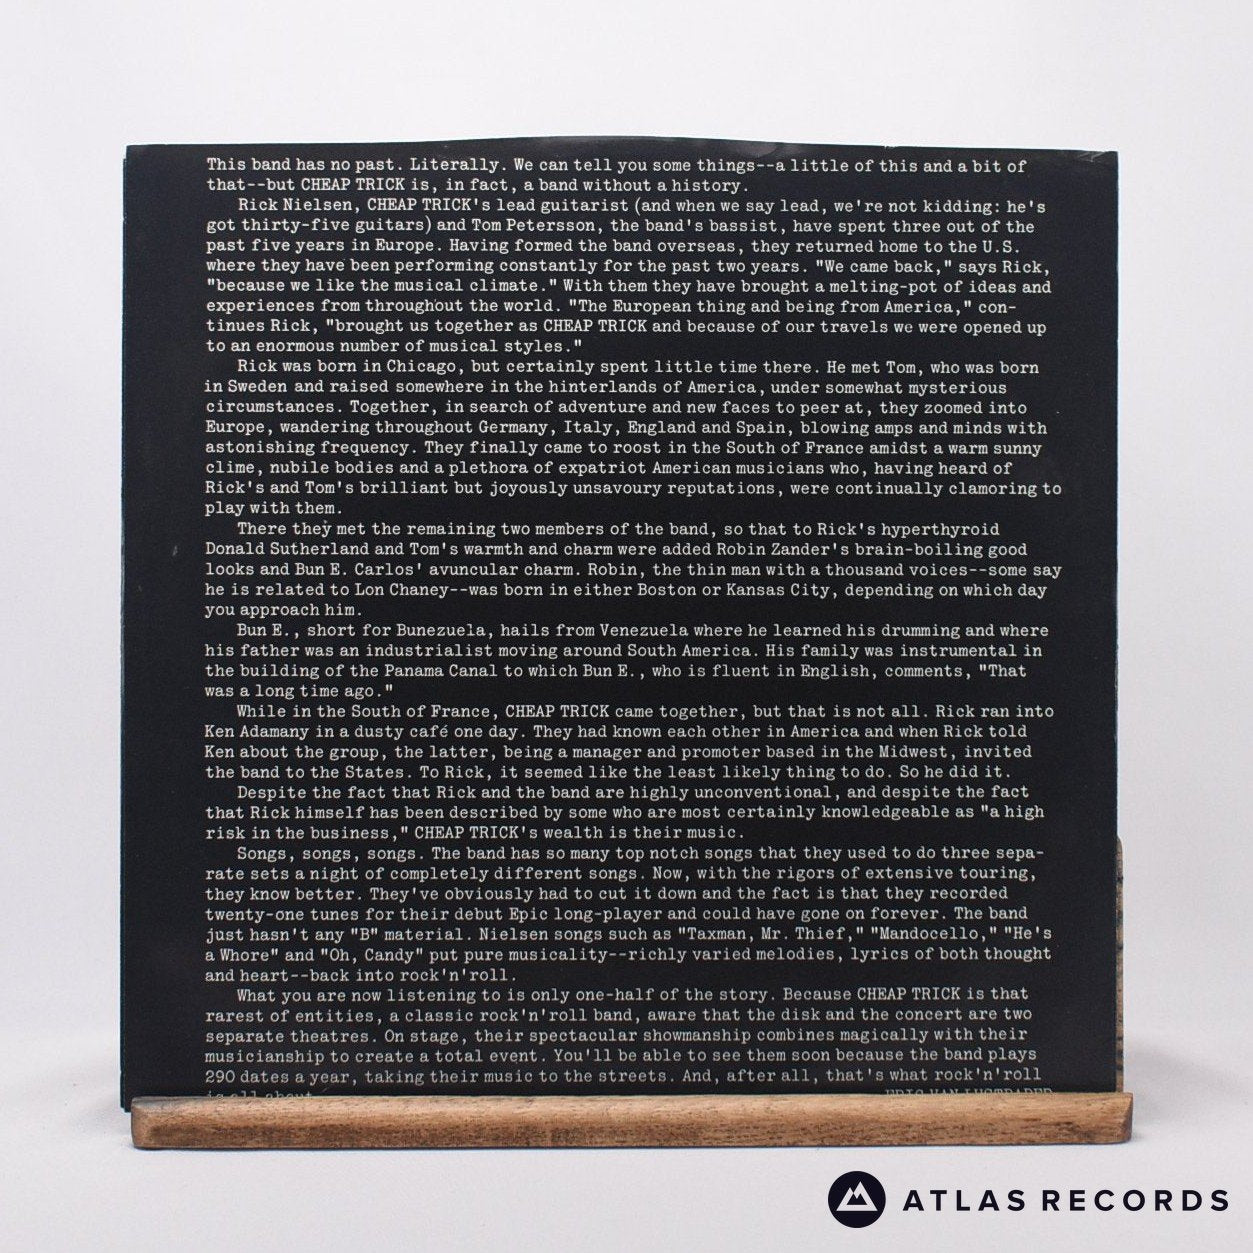 This band has no past. Literally. We can tell you some things--a little of this and a bit of
that--but CHEAP TRICK is, in fact, a band without a history.
Rick Nielsen, CHEAP TRICK's lead guitarist (and when we say lead, we're not kidding: he's
got thirty-five guitars) and Tom Petersson, the band's bassist, have spent three out of the
past five years in Europe. Having formed the band overseas, they returned home to the U.S.
where they have been performing constantly for the past two years. "We came back," says Rick,
"because we like the musical climate." With them they have brought a melting-pot of ideas and
experiences from throughout the world. "The European thing and being from America," con-
tinues Rick, "brought us together as CHEAP TRICK and because of our travels we were opened up
to an enormous number of musical styles."
Rick was born in Chicago, but certainly spent little time there. He met Tom, who was born
in Sweden and raised somewhere in the hinterlands of America, under somewhat mysterious
circumstances. Together, in search of adventure and new faces to peer at, they zoomed into
Europe, wandering throughout Germany, Italy, England and Spain, blowing amps and minds with
astonishing frequency. They finally came to roost in the South of France amidst a warm sunny
clime, nubile bodies and a plethora of expatriot American musicians who, having heard of
Rick's and Tom's brilliant but joyously unsavoury reputations, were continually clamoring to
play with them.
There they met the remaining two members of the band, so that to Rick's hyperthyroid
Donald Sutherland and Tom's warmth and charm were added Robin Zander's brain-boiling good
looks and Bun E. Carlos' avuncular charm. Robin, the thin man with a thousand voices--some say
he is related to Lon Chaney--was born in either Boston or Kansas City, depending on which day
you approach him.
Bun E., short for Bunezuela, hails from Venezuela where he learned his drumming and where
his father was an industrialist moving around South America. His family was instrumental in
the building of the Panama Canal to which Bun E., who is fluent in English, comments, "That
was a long time ago."
While in the South of France, CHEAP TRICK came together, but that is not all. Rick ran into
Ken Adamany in a dusty café one day. They had known each other in America and when Rick told
Ken about the group, the latter, being a manager and promoter based in the Midwest, invited
the band to the States. To Rick, it seemed like the least likely thing to do. So he did it.
Despite the fact that Rick and the band are highly unconventional, and despite the fact
that Rick himself has been described by some who are most certainly knowledgeable as "a high
risk in the business," CHEAP TRICK's wealth is their music.
Songs, songs, songs. The band has so many top notch songs that they used to do three sepa-
rate sets a night of completely different songs. Now, with the rigors of extensive touring,
they know better. They've obviously had to cut it down and the fact is that they recorded
twenty-one tunes for their debut Epic long-player and could have gone on forever. The band
just hasn't any "B" material. Nielsen songs such as "Taxman, Mr. Thief," "Mandocello," "He's
a Whore" and "Oh, Candy" put pure musicality--richly varied melodies, lyrics of both thought
and heart--back into rock'n'roll.
What you are now listening to is only one-half of the story. Because CHEAP TRICK is that
rarest of entities, a classic rock'n'roll band, aware that the disk and the concert are two
separate theatres. On stage, their spectacular showmanship combines magically with their
musicianship to create a total event. You'll be able to see them soon because the band plays
290 dates a year, taking their music to the streets. And, after all, that's what rock'n'roll
is all about.
ATLAS RECORDS